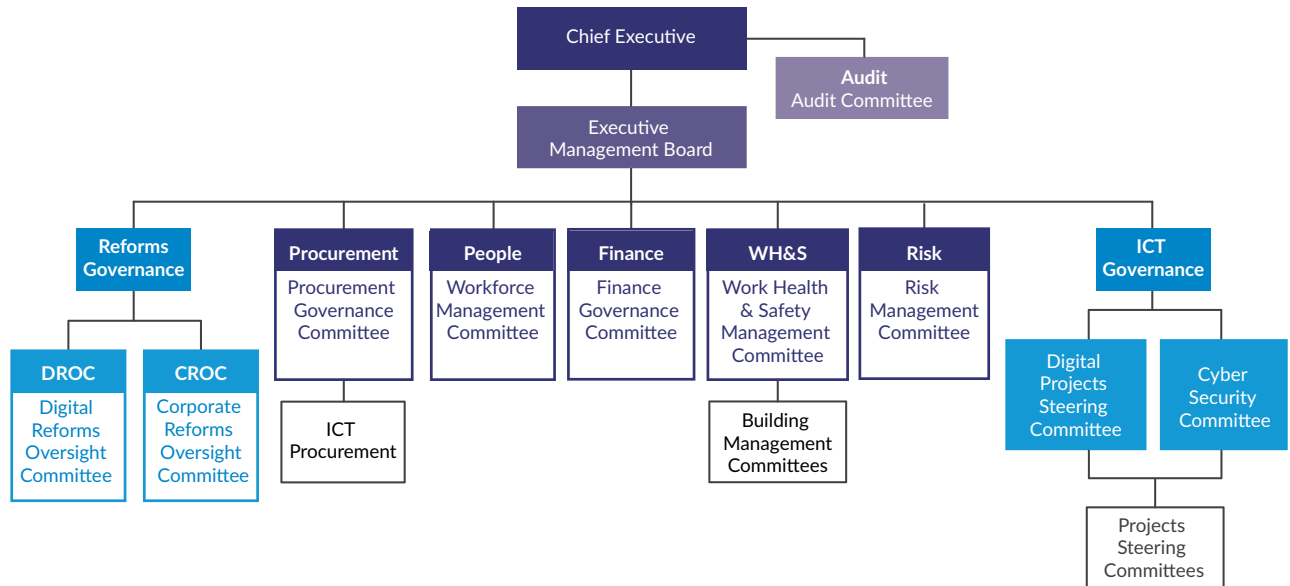 Chief Executive
Audit
Audit Committee
Executive
Management Board
Reforms
Governance
Procurement
Procurement
Governance
Committee
People
Workforce
Management
Committee
Finance
Finance
Governance
Committee
WH&S
Work Health
& Safety
Management
Committee
Risk
Risk
Management
Committee
ICT
Governance
DROC
Digital
Reforms
Oversight
Committee
CROC
Corporate
Reforms
Oversight
Committee
ICT
Procurement
Building
Management
Committees
Digital
Projects
Steering
Committee
Cyber
Security
Committee
Projects
Steering
Committees